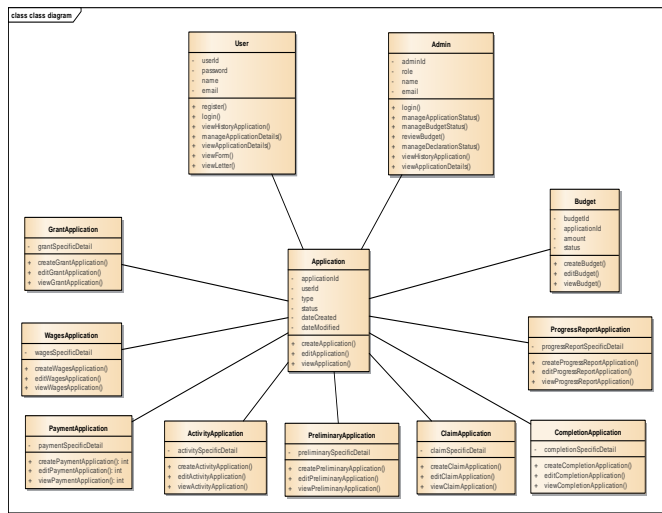 class class diagram
User
- userId
- password
- name
- email
+ register()
+ login()
+ viewHistoryApplication()
+ manageApplicationDetails()
+ viewApplicationDetails()
+ viewForm()
+ viewLetter()
Admin
- adminId
- role
- name
- email
+ login()
+ manageApplicationStatus()
+ manageBudgetStatus()
+ reviewBudget()
+ manageDeclarationStatus()
+ viewHistoryApplication()
+ viewApplicationDetails()
Budget
- budgetId
- applicationId
- amount
- status
+ createBudget()
+ editBudget()
+ viewBudget()
GrantApplication
- grantSpecificDetail
+ createGrantApplication()
+ editGrantApplication()
+ viewGrantApplication()
Application
- applicationId
- userId
- type
- status
- dateCreated
- dateModified
+ createApplication()
+ editApplication()
+ viewApplication()
WagesApplication
- wagesSpecificDetail
+ createWagesApplication()
+ editWagesApplication()
+ viewWagesApplication()
ProgressReportApplication
- progressReportSpecificDetail
+ createProgressReportApplication()
+ editProgressReportApplication()
+ viewProgressReportApplication()
PaymentApplication
- paymentSpecificDetail
+ createPaymentApplication(): int
+ editPaymentApplication(): int
+ viewPaymentApplication(): int
ActivityApplication
- activitySpecificDetail
+ createActivityApplication()
+ editActivityApplication()
+ viewActivityApplication()
PreliminaryApplication
- preliminarySpecificDetail
+ createPreliminaryApplication()
+ editPreliminaryApplication()
+ viewPreliminaryApplication()
ClaimApplication
- claimSpecificDetail
+ createClaimApplication()
+ editClaimApplication()
+ viewClaimApplication()
CompletionApplication
- completionSpecificDetail
+ createCompletionApplication()
+ editCompletionApplication()
+ viewCompletionApplication()